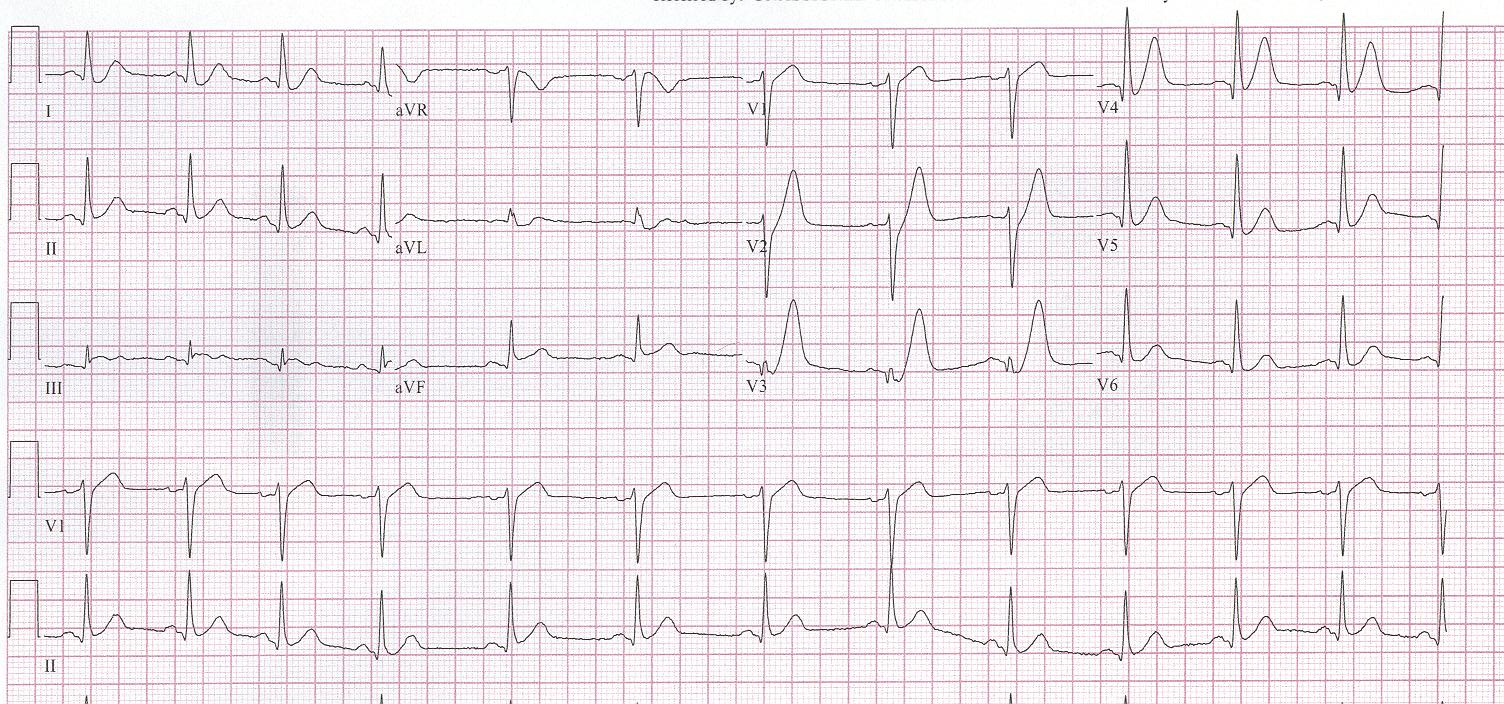 I aVR V1 V4
II aVL V2 V5
III aVF V3 V6
V1
II